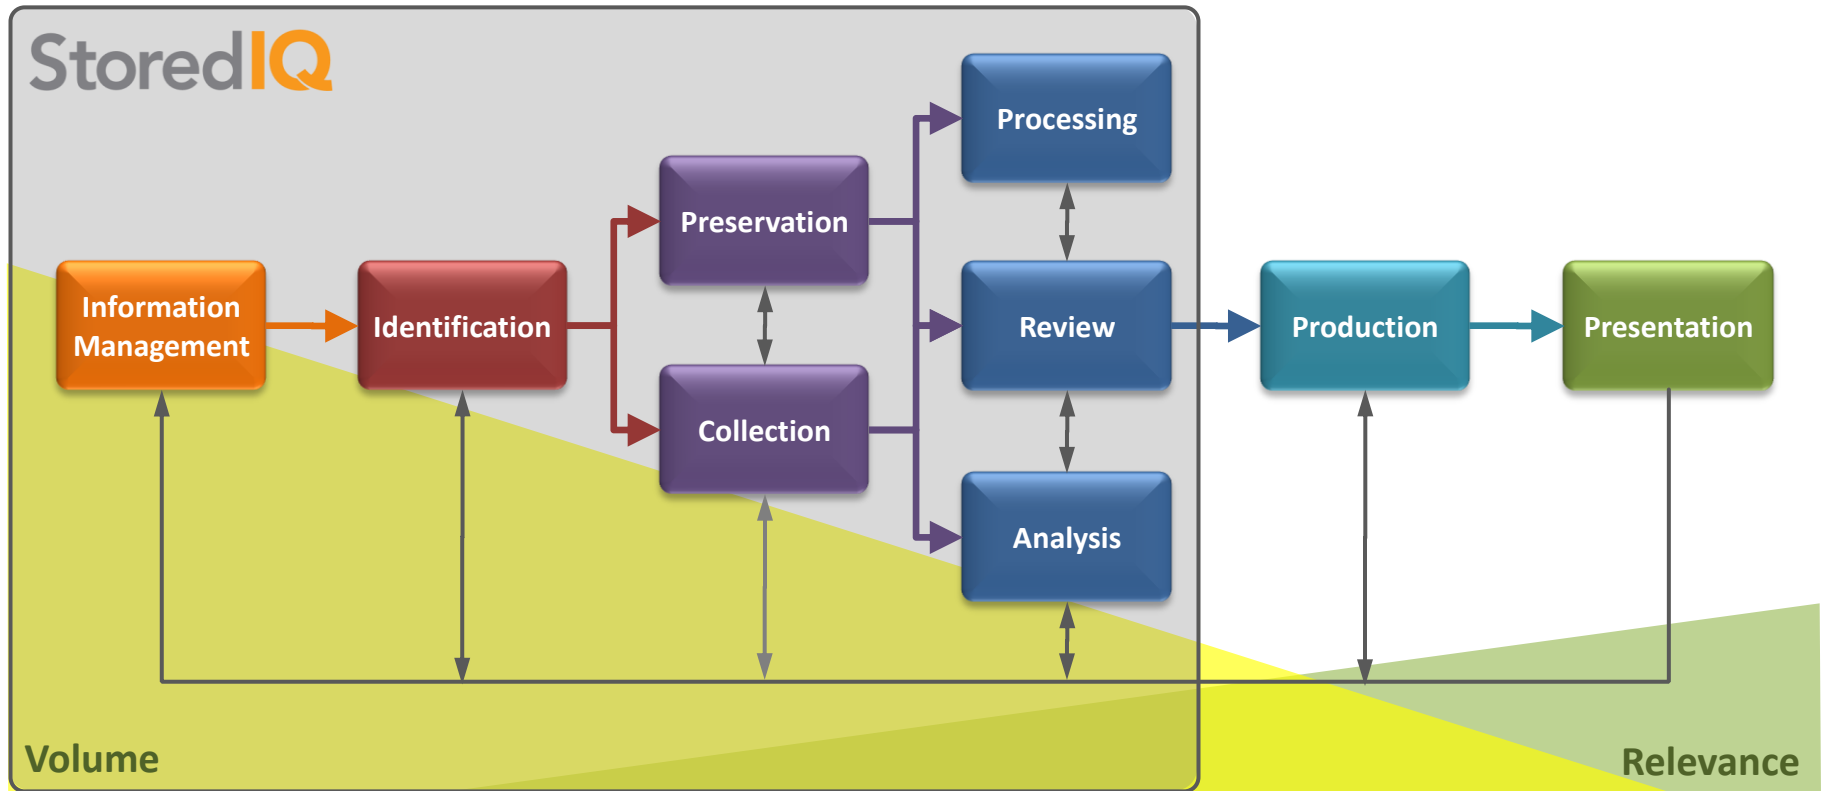 StoredIQ
Processing
Preservation
Information
Management
Identification
Review
Production
Presentation
Collection
Analysis
Volume
Relevance